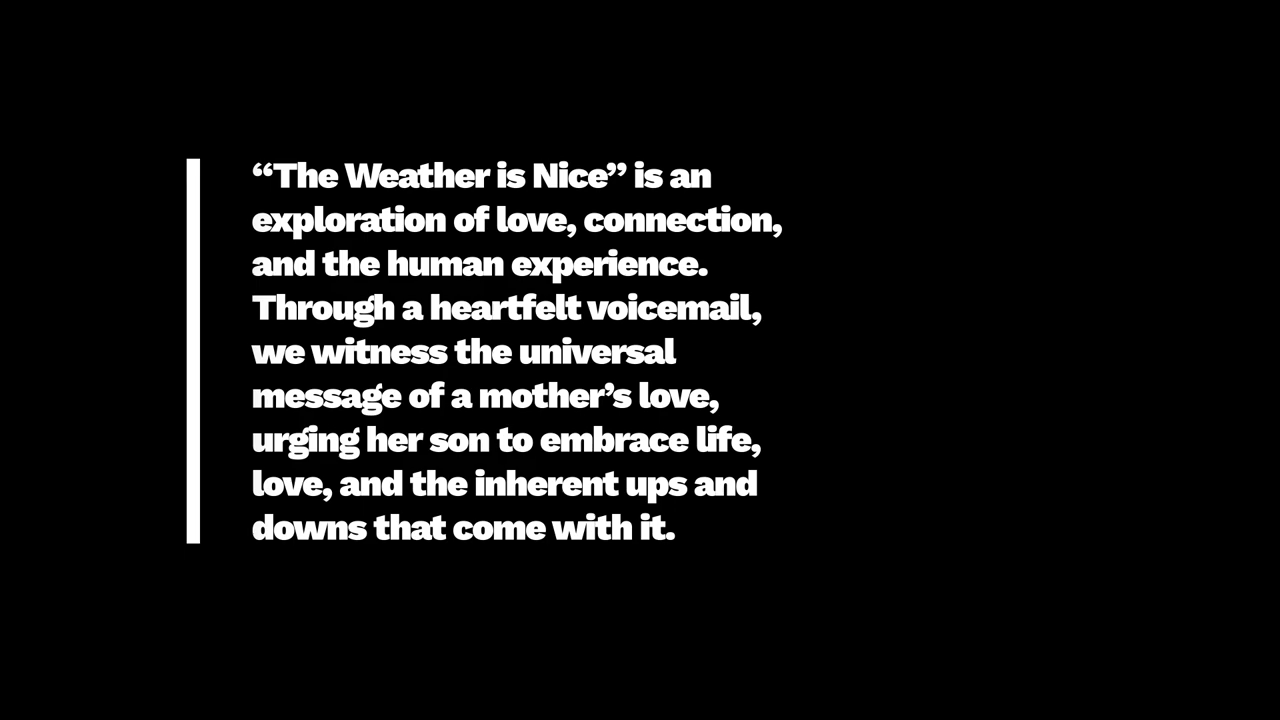 “The Weather is Nice” is an
exploration of love, connection,
and the human experience.
Through a heartfelt voicemail,
we witness the universal
message of a mother’s love,
urging her son to embrace life,
love, and the inherent ups and
downs that come with it.